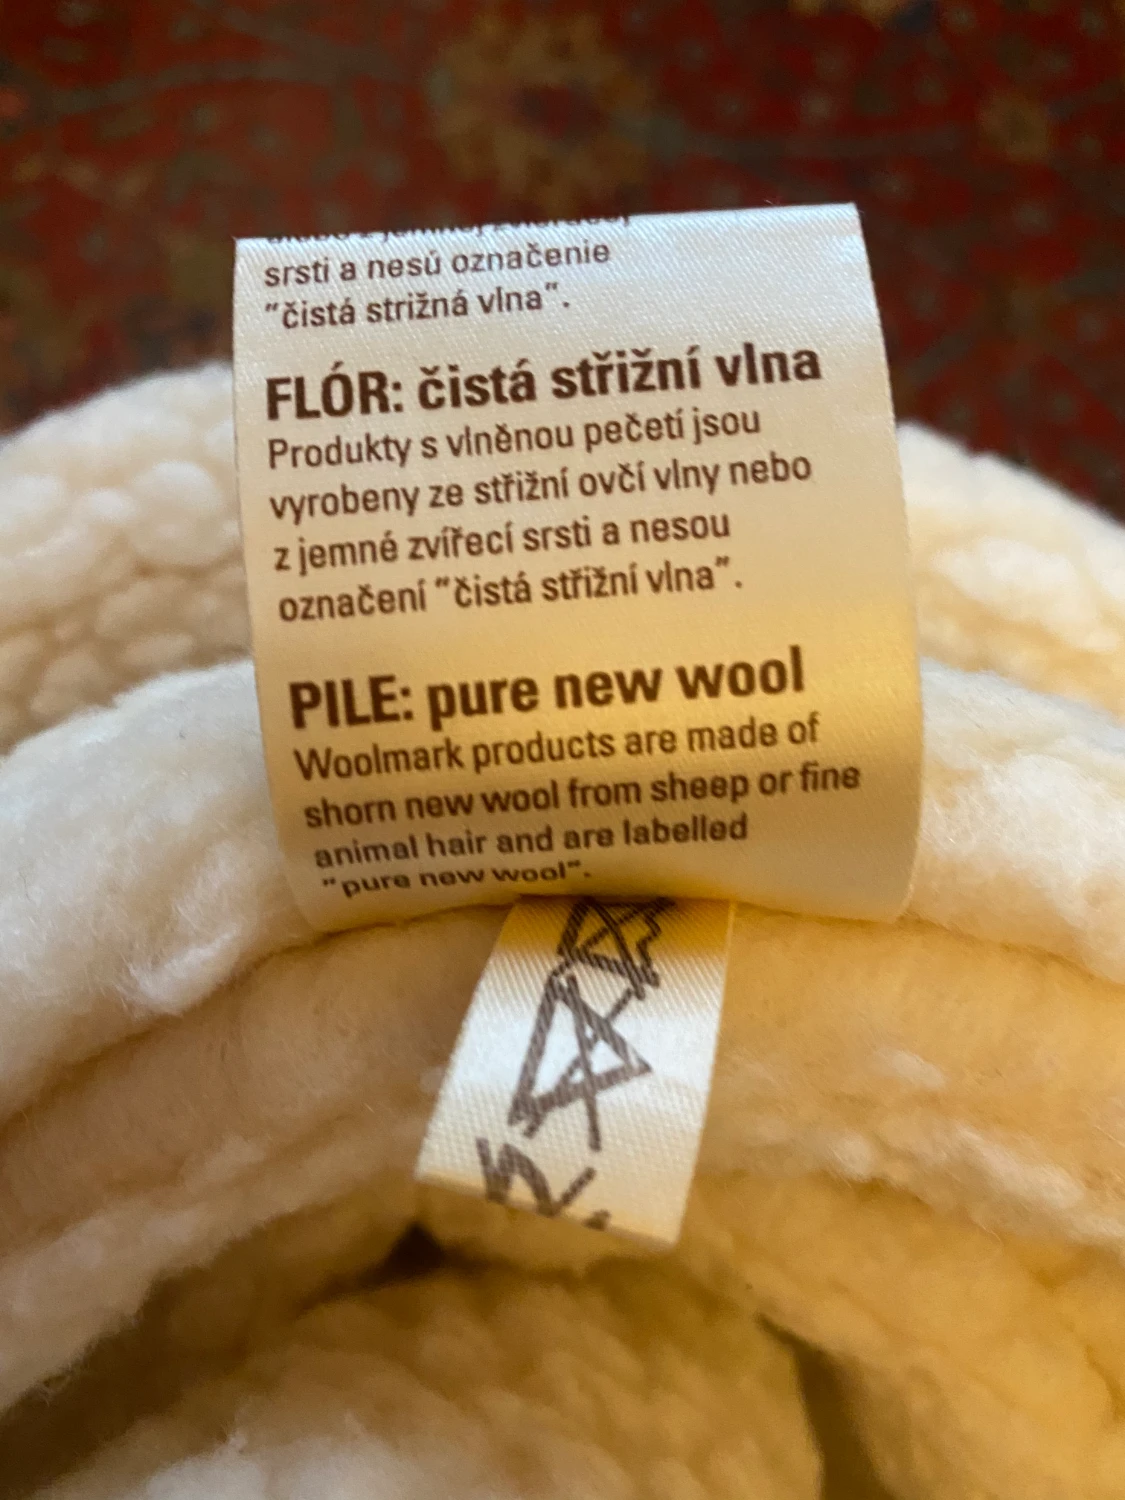 srsti a nesú označenie
"čistá strižná vlna".
FLÓR: čistá střižní vlna
Produkty s vlněnou pečetí jsou
vyrobeny ze střižní ovčí vlny nebo
z jemné zvířecí srsti a nesou
označení "čistá střižní vlna".
PILE: pure new wool
Woolmark products are made of
shorn new wool from sheep or fine
animal hair and are labelled
"pure new wool".